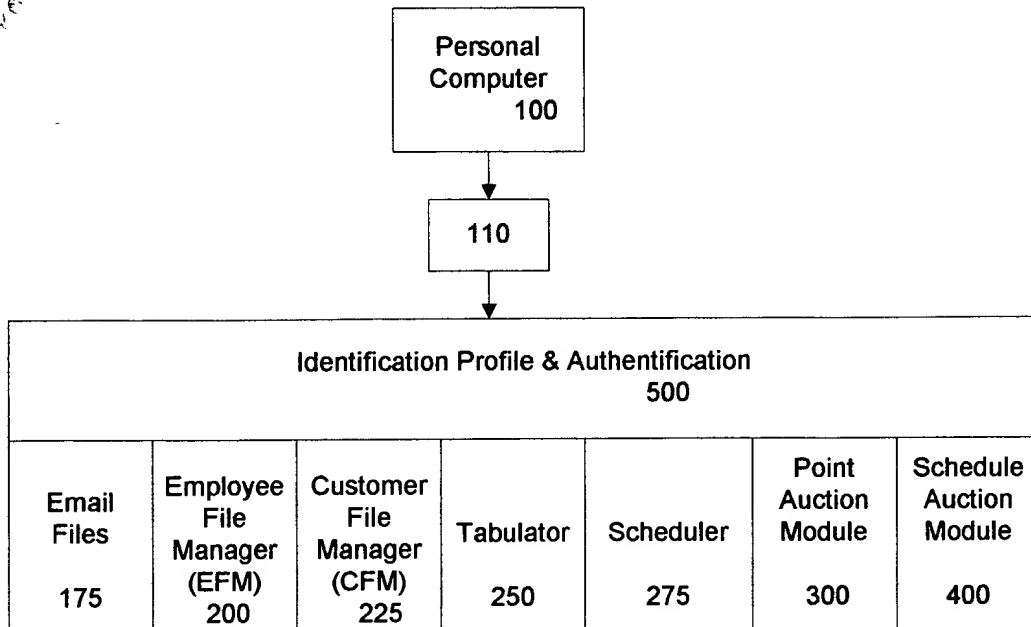 Personal
Computer
100
110
Identification Profile & Authentification
500
Email
Files
175
Employee
File
Manager
(EFM)
200
Customer
File
Manager
(CFM)
225
Tabulator
250
Scheduler
275
Point
Auction
Module
300
Schedule
Auction
Module
400